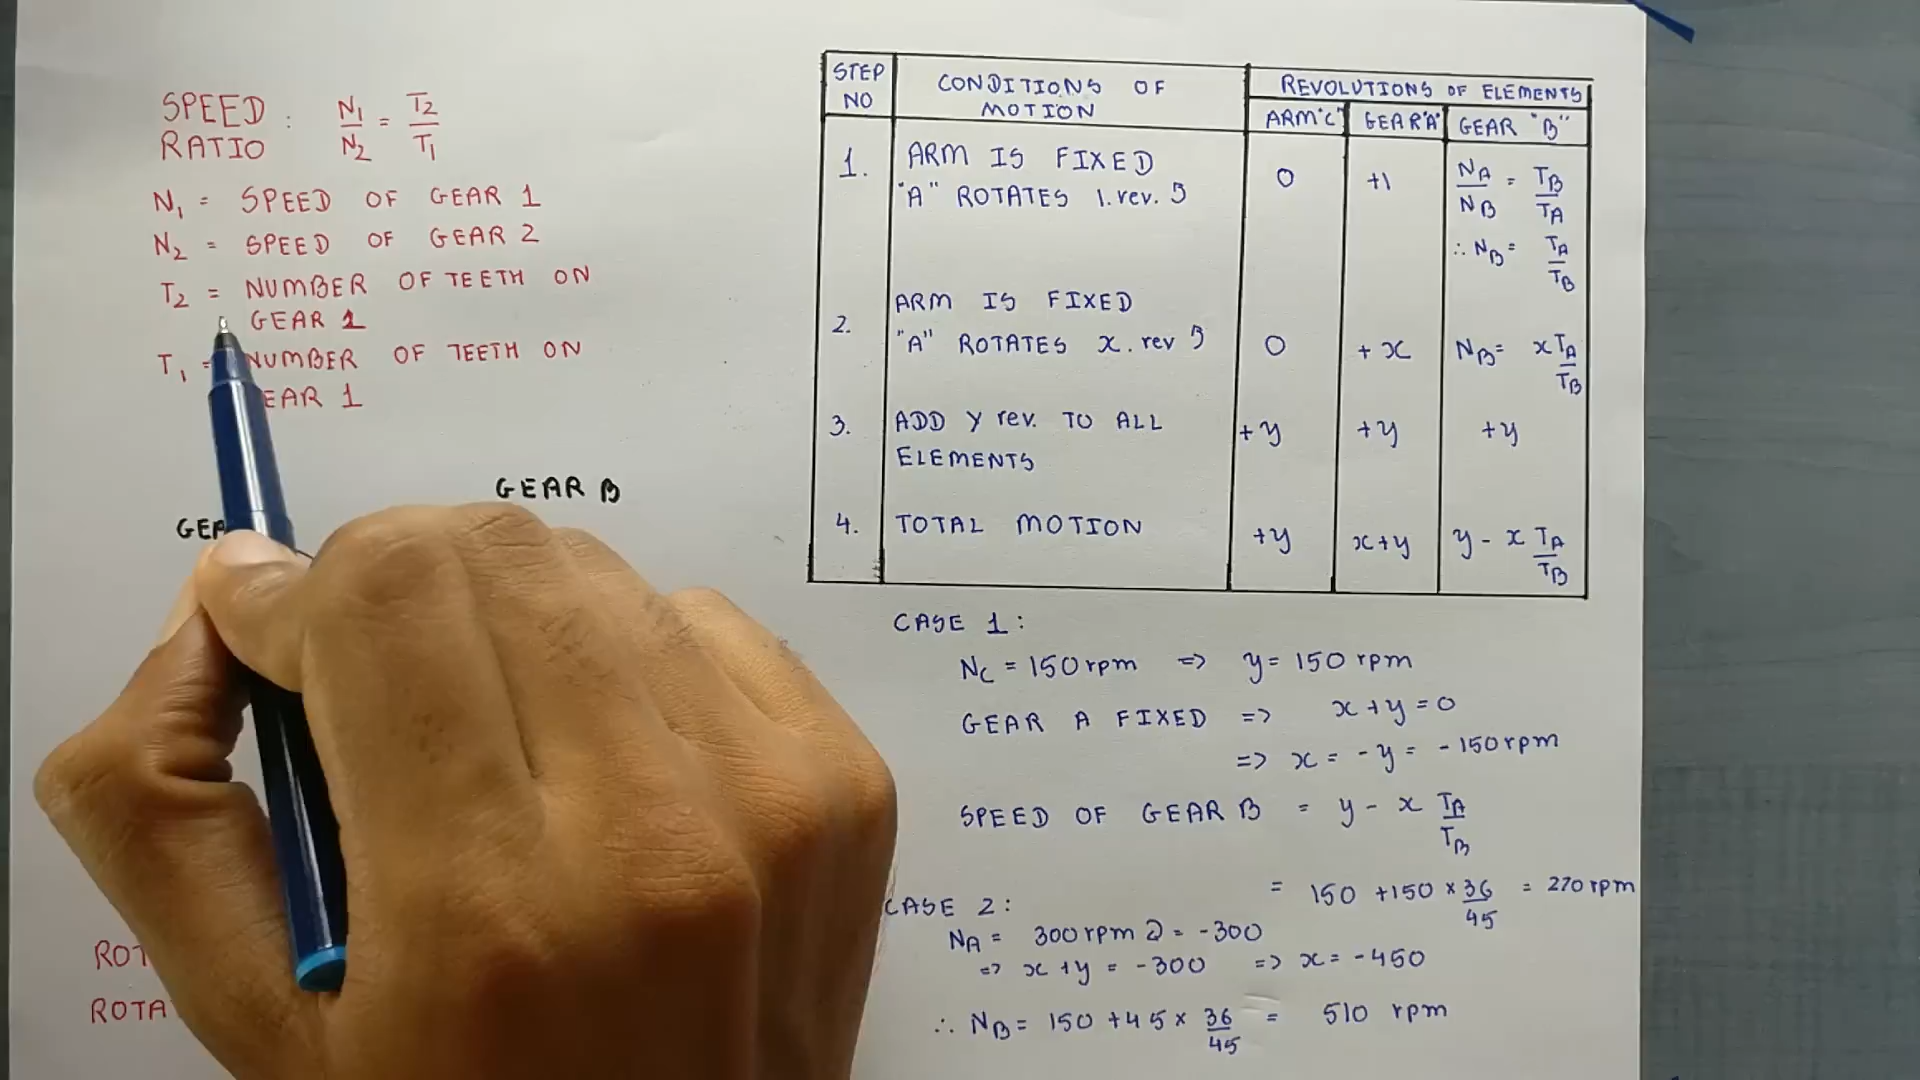 SPEED RATIO : N1/N2 = T2/T1
N1 = SPEED OF GEAR 1
N2 = SPEED OF GEAR 2
T2 = NUMBER OF TEETH ON
GEAR 1
T1 = NUMBER OF TEETH ON
EAR 1
GEAR B
GEA
ROT
ROTA
STEP NO
CONDITIONS OF MOTION
REVOLUTIONS OF ELEMENTS
ARM "C"
GEAR "A"
GEAR "B"
1.
ARM IS FIXED
"A" ROTATES 1. rev. ↺
0
+1
NA/NB = TB/TA
∴ NB = TA/TB
2.
ARM IS FIXED
"A" ROTATES x. rev ↺
0
+x
NB = x TA/TB
3.
ADD Y rev. TO ALL
ELEMENTS
+y
+y
+y
4.
TOTAL MOTION
+y
x+y
y - x TA/TB
CASE 1:
NC = 150 rpm => y = 150 rpm
GEAR A FIXED => x + y = 0
=> x = -y = -150 rpm
SPEED OF GEAR B = y - x TA/TB
= 150 + 150 × 36/45 = 270 rpm
CASE 2:
NA = 300 rpm ↻ = -300
=> x + y = -300 => x = -450
∴ NB = 150 + 45 × 36/45 = 510 rpm